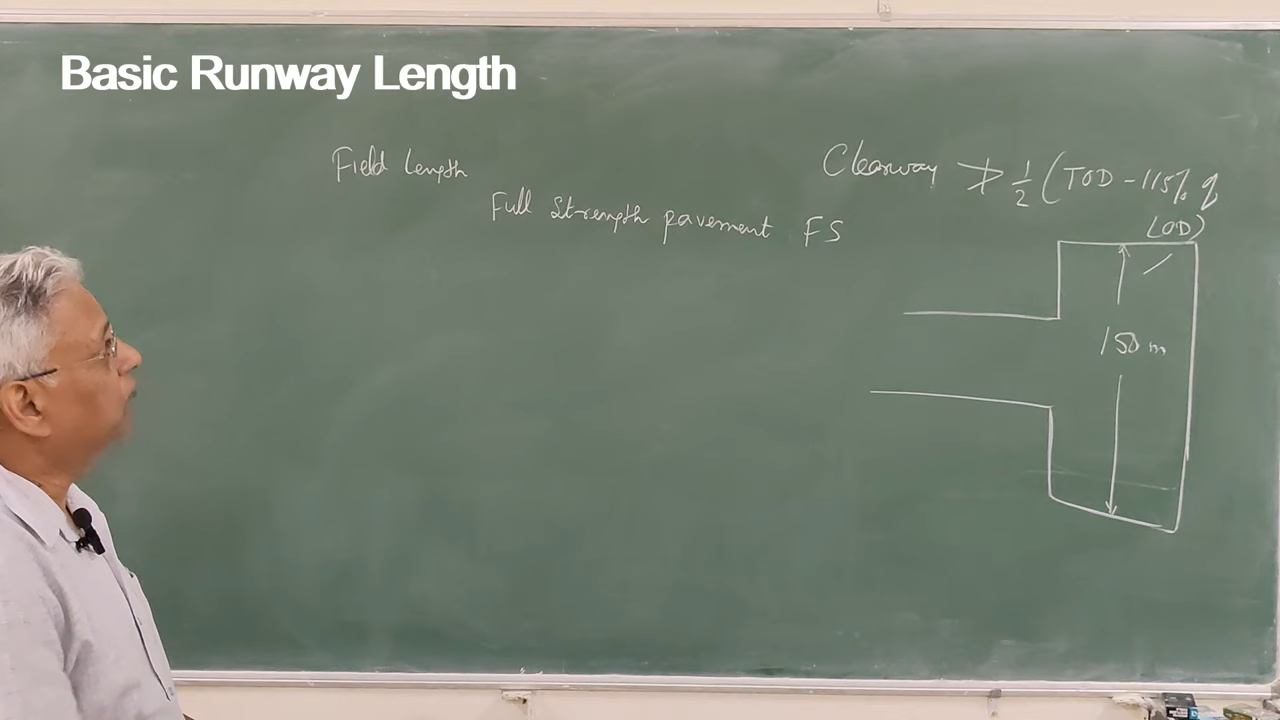 Basic Runway Length
Field Length
Full Strength pavement FS
Clearway ≯ 1/2 (TOD - 115% of
LOD)
150 m